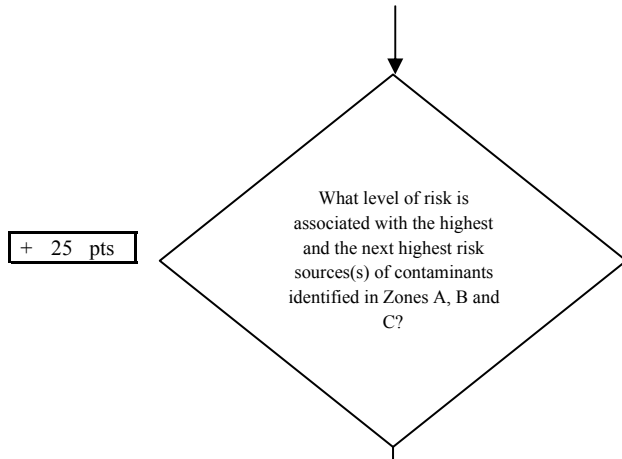 What level of risk is
associated with the highest
and the next highest risk
sources(s) of contaminants
identified in Zones A, B and
C?
+ 25 pts